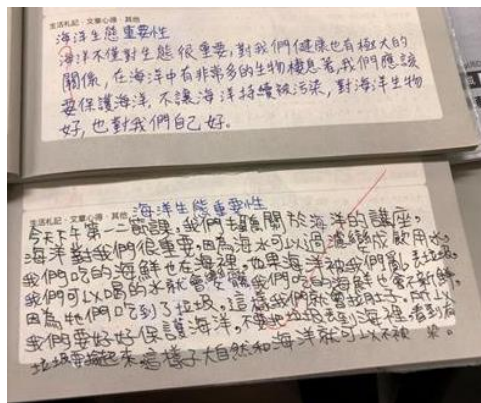 生活札記．文章心得．其他
海洋生態重要性
海洋不僅對生態很重要，對我們健康也有極大的
關係，在海洋中有非常多的生物棲息著，我們應該
要保護海洋，不讓海洋持續被污染，對海洋生物
好，也對我們自己好。
生活札記．文章心得．其他
海洋生態重要性
今天下午第一二節課，我們去聽關於海洋的講座，
海洋對我們很重要，因為海水可以過濾變成飲用水，
我們吃的海鮮也在海裡，如果海洋被我們亂丟垃圾，
我們可以喝的水就會變髒，我們吃的海鮮也會不新鮮，
因為牠們吃到了垃圾，這樣我們就會拉肚子。所以
我們要好好保護海洋，不要把垃圾丟到海裡，看到有
垃圾要撿起來，這樣子大自然和海洋就可以不被 染。